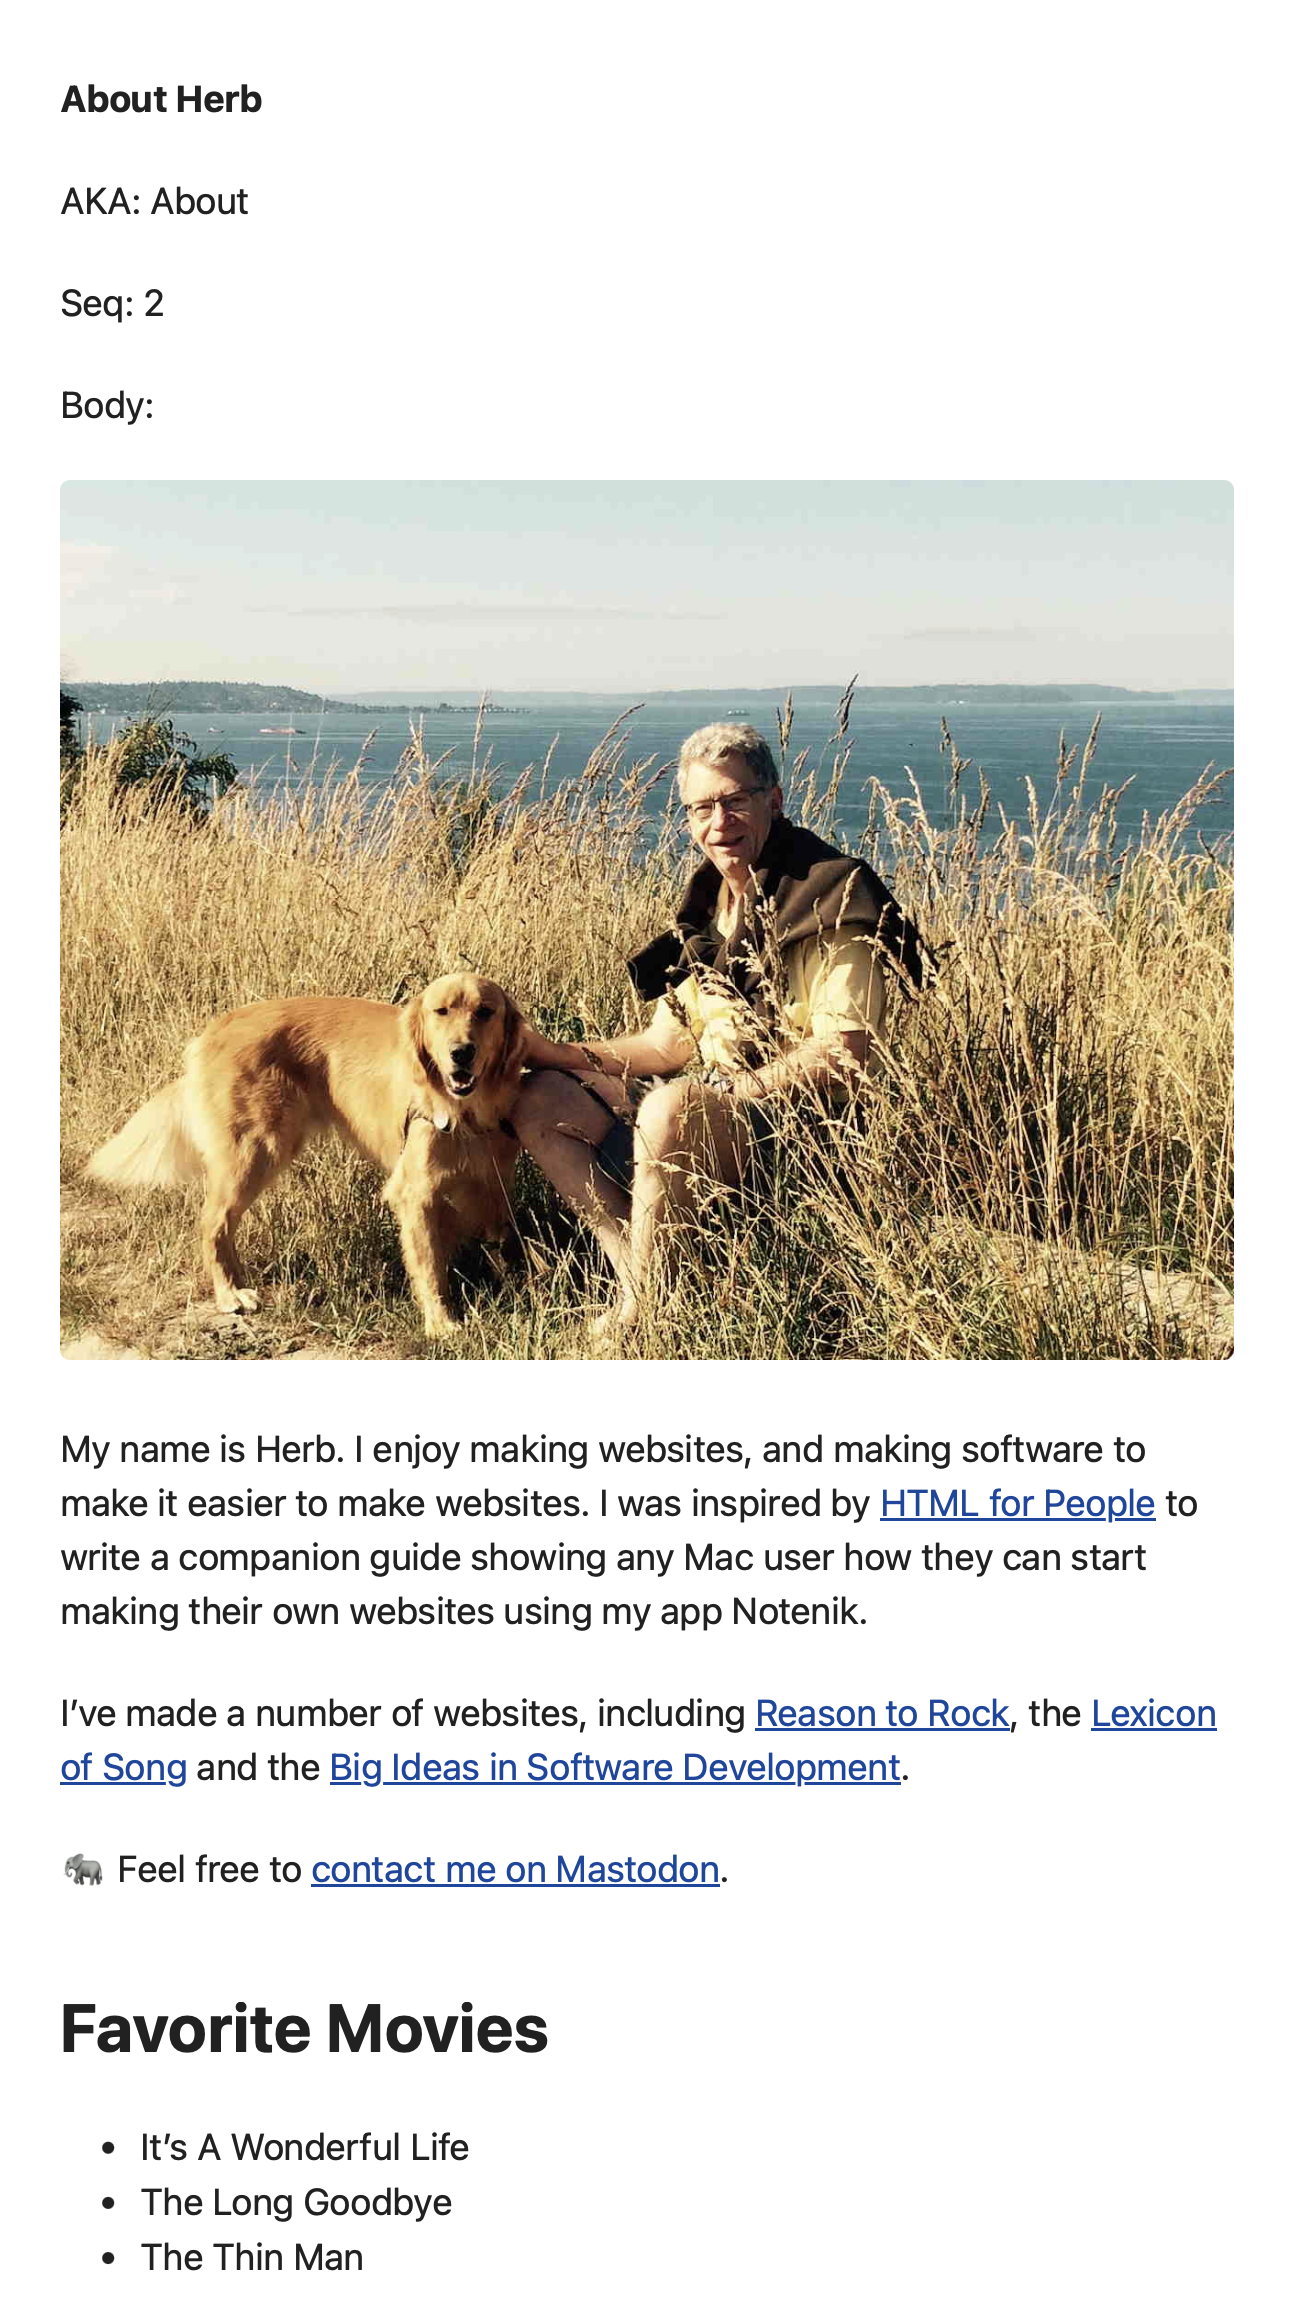 About Herb
AKA: About
Seq: 2
Body:
My name is Herb. I enjoy making websites, and making software to
make it easier to make websites. I was inspired by HTML for People to
write a companion guide showing any Mac user how they can start
making their own websites using my app Notenik.
I’ve made a number of websites, including Reason to Rock, the Lexicon
of Song and the Big Ideas in Software Development.
🐘 Feel free to contact me on Mastodon.
Favorite Movies
• It’s A Wonderful Life
• The Long Goodbye
• The Thin Man